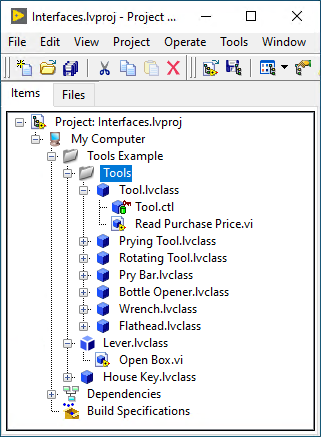 Interfaces.lvproj - Project ...
File Edit View Project Operate Tools Window
Items Files
Project: Interfaces.lvproj
My Computer
Tools Example
Tools
Tool.lvclass
Tool.ctl
Read Purchase Price.vi
Prying Tool.lvclass
Rotating Tool.lvclass
Pry Bar.lvclass
Bottle Opener.lvclass
Wrench.lvclass
Flathead.lvclass
Lever.lvclass
Open Box.vi
House Key.lvclass
Dependencies
Build Specifications